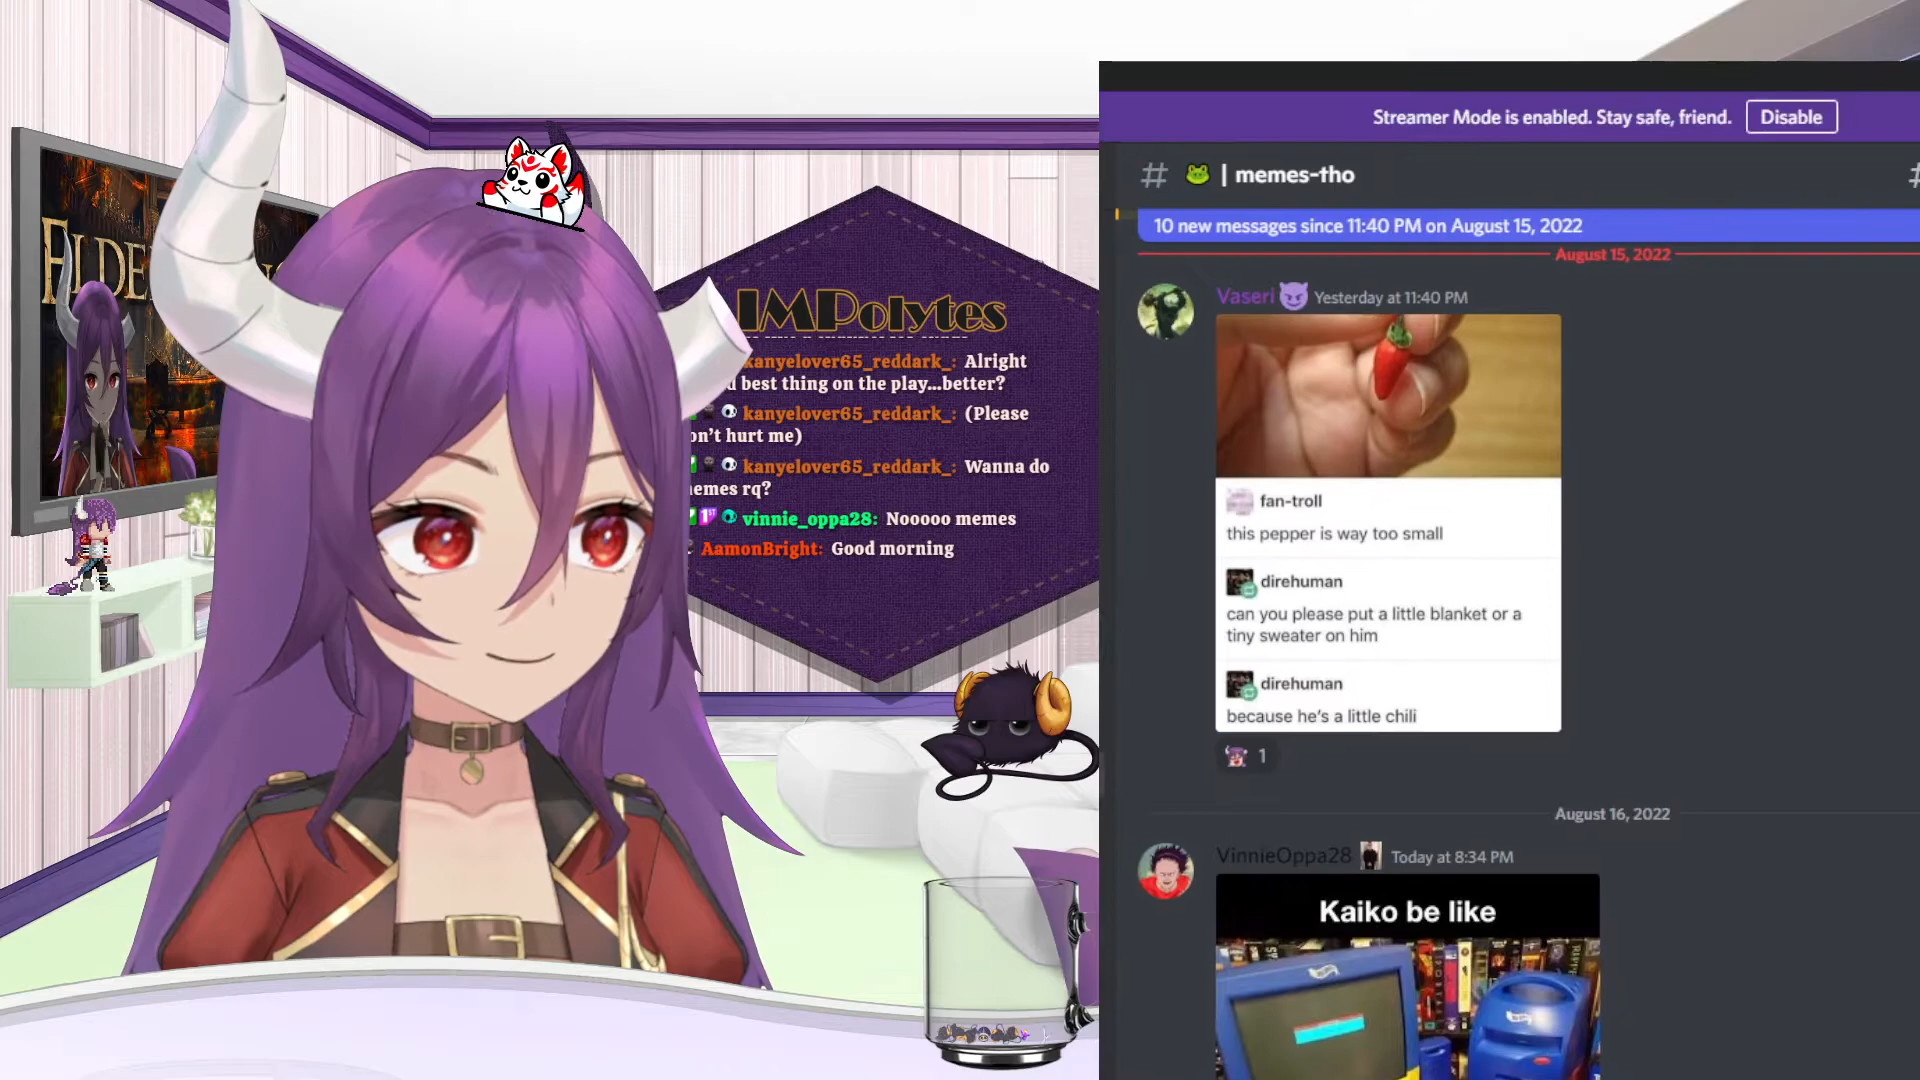 ELDE
IMPolytes
kanyelover65_reddark_: Alright
d best thing on the play...better?
kanyelover65_reddark_: (Please
on't hurt me)
kanyelover65_reddark_: Wanna do
emes rq?
1ST vinnie_oppa28: Nooooo memes
AamonBright: Good morning
Streamer Mode is enabled. Stay safe, friend. Disable
# | memes-tho #
10 new messages since 11:40 PM on August 15, 2022
August 15, 2022
Vaseri Yesterday at 11:40 PM
fan-troll
this pepper is way too small
direhuman
can you please put a little blanket or a
tiny sweater on him
direhuman
because he's a little chili
1
August 16, 2022
VinnieOppa28 Today at 8:34 PM
Kaiko be like